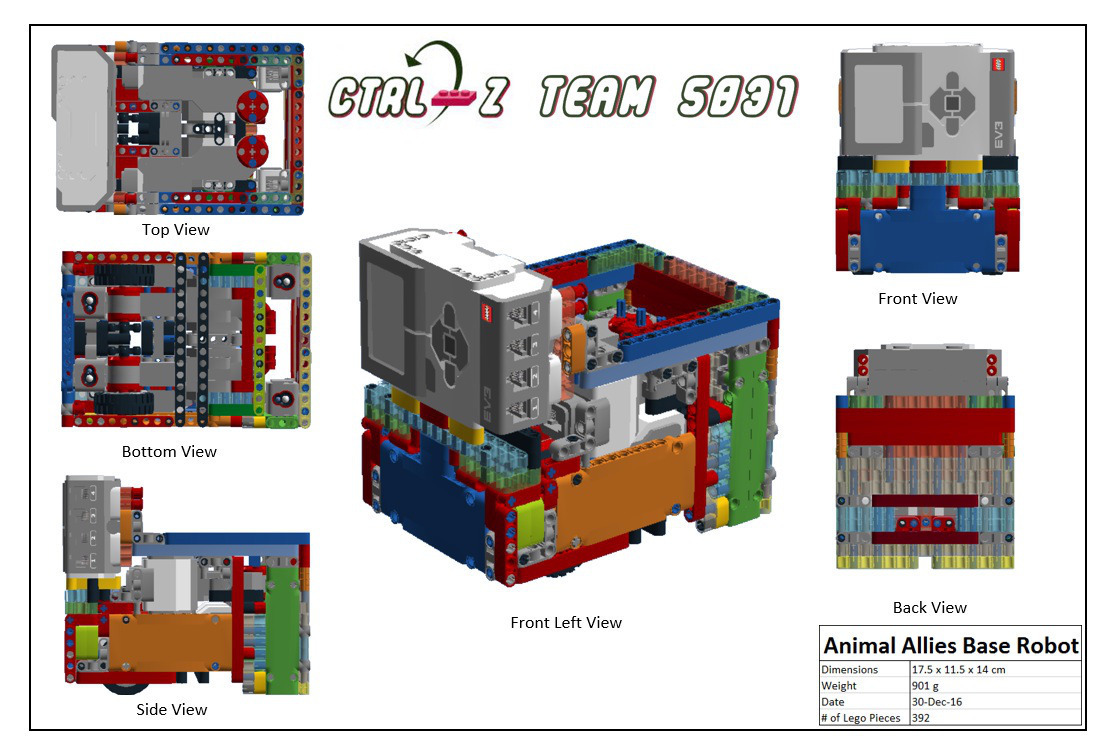 CTRL Z TEAM 5831
Top View
Front View
EV3
Bottom View
EV3
Front Left View
Back View
Side View
Animal Allies Base Robot
Dimensions 17.5 x 11.5 x 14 cm
Weight 901 g
Date 30-Dec-16
# of Lego Pieces 392